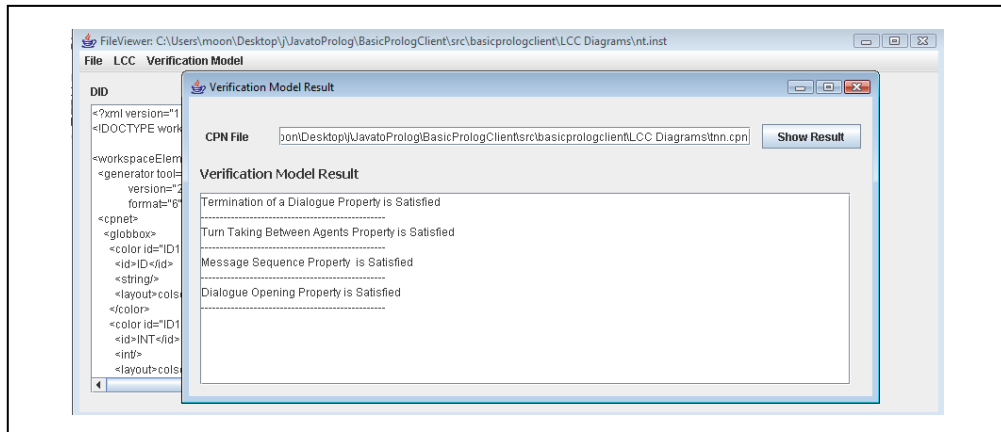 FileViewer: C:\Users\moon\Desktop\j\JavatoProlog\BasicPrologClient\src\basicprologclient\LCC Diagrams\nt.inst
File LCC Verification Model
DID
<?xml version="1
<!DOCTYPE work
<workspaceElem
<generator tool=
version="2
format="6"
<cpnet>
<globbox>
<color id="ID1
<id>ID</id>
<string/>
<layout>cols
</color>
<color id="ID1
<id>INT</id>
<int/>
<layout>cols
Verification Model Result
CPN File
oon\Desktop\j\JavatoProlog\BasicPrologClient\src\basicprologclient\LCC Diagrams\tnn.cpn
Show Result
Verification Model Result
Termination of a Dialogue Property is Satisfied
------------------------------------------------
Turn Taking Between Agents Property is Satisfied
------------------------------------------------
Message Sequence Property is Satisfied
------------------------------------------------
Dialogue Opening Property is Satisfied
------------------------------------------------